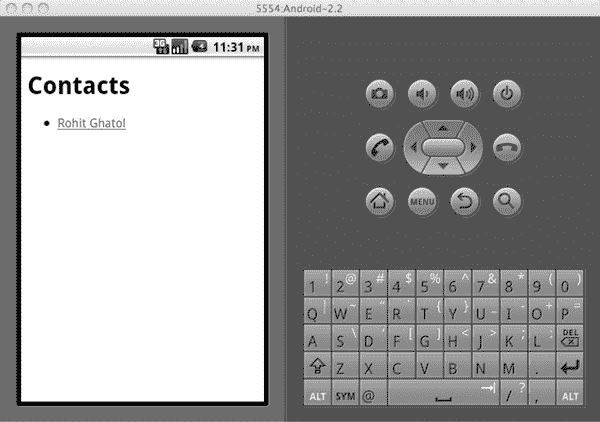 5554:Android-2.2
3G
11:31 PM
Contacts
Rohit Ghatol
MENU
1 ! 2 @ 3 # 4 $ 5 % 6 ^ 7 & 8 * 9 ( 0 )
Q | W ~ E “ R ` T { Y } U _ I - O + P =
A S \ D ' F [ G ] H < J > K ; L : DEL
Z X C V B N M .
ALT SYM @ / ? , ALT